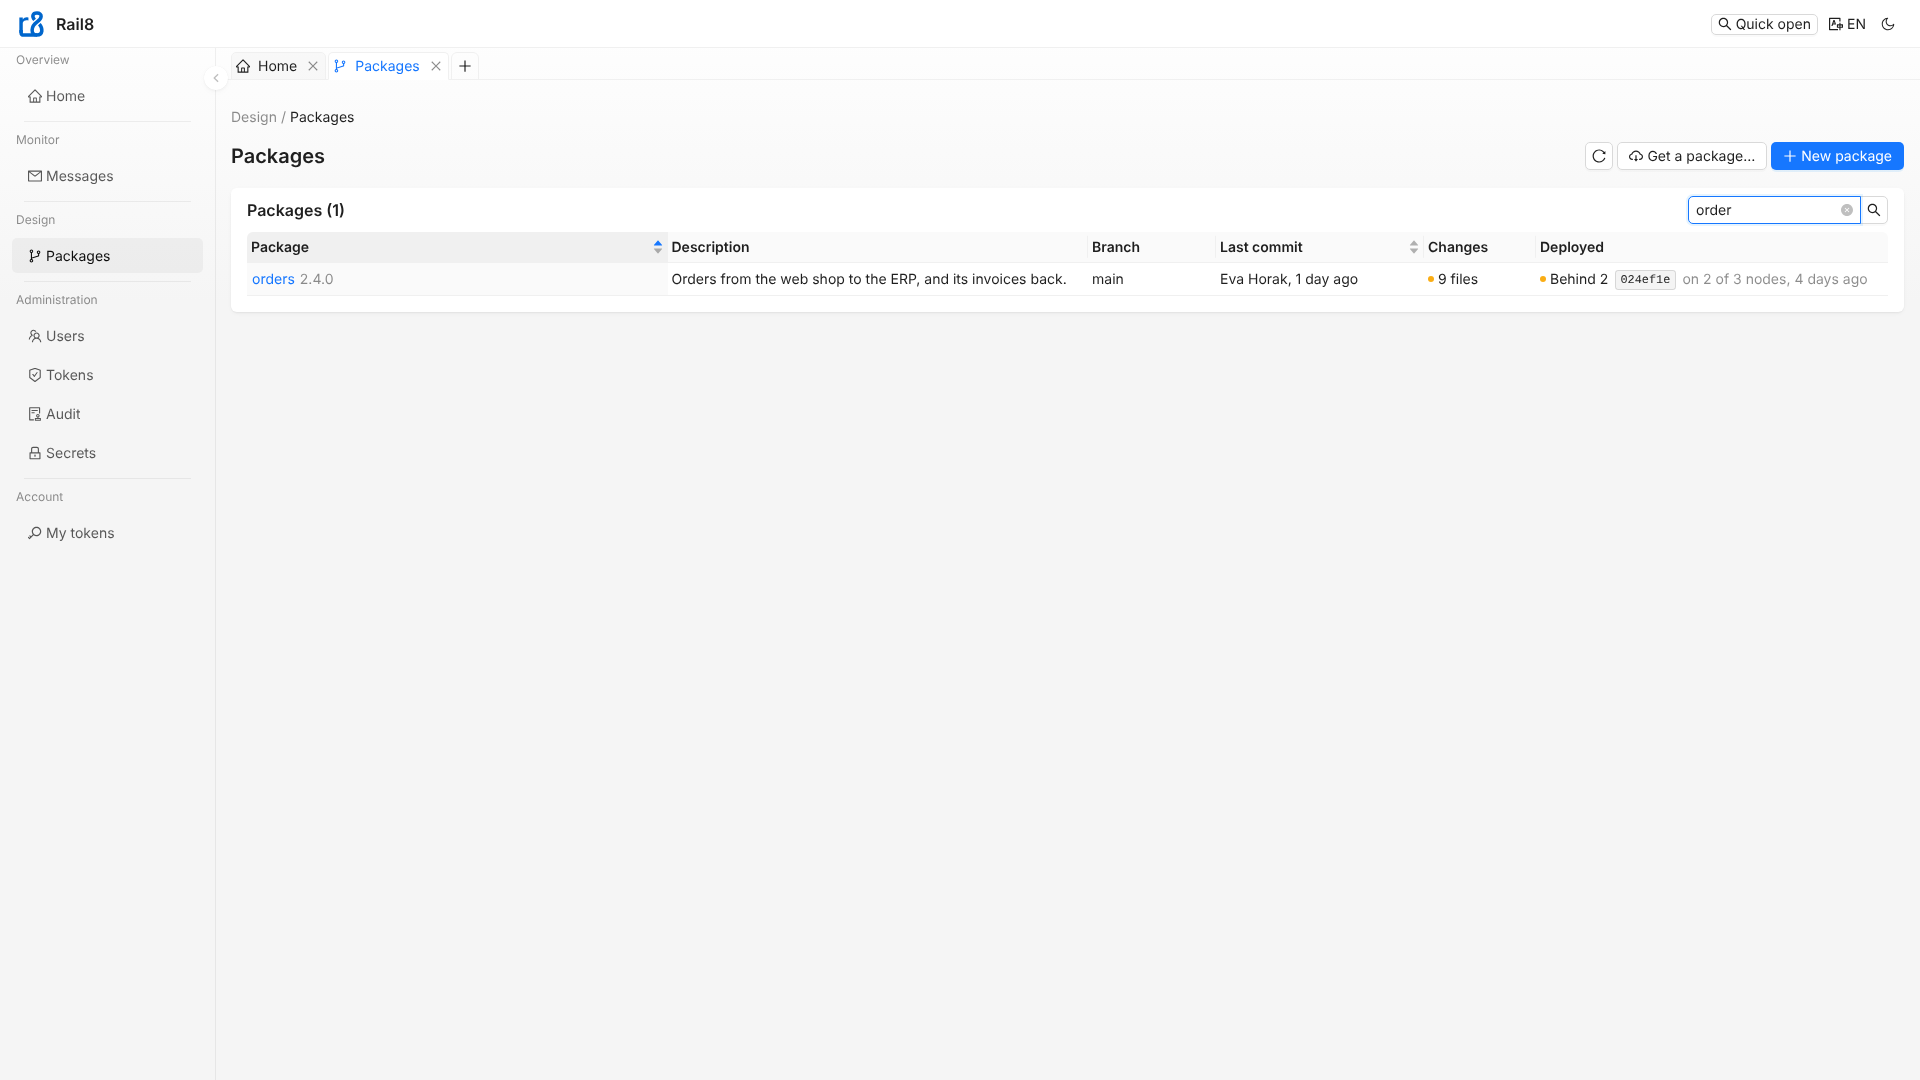 Rail8
Quick open
EN
Overview
Home
Monitor
Messages
Design
Packages
Administration
Users
Tokens
Audit
Secrets
Account
My tokens
Home
Packages
Design / Packages
Packages
Get a package...
New package
Packages (1)
order
Package Description Branch Last commit Changes Deployed
orders 2.4.0 Orders from the web shop to the ERP, and its invoices back. main Eva Horak, 1 day ago 9 files Behind 2 024ef1e on 2 of 3 nodes, 4 days ago